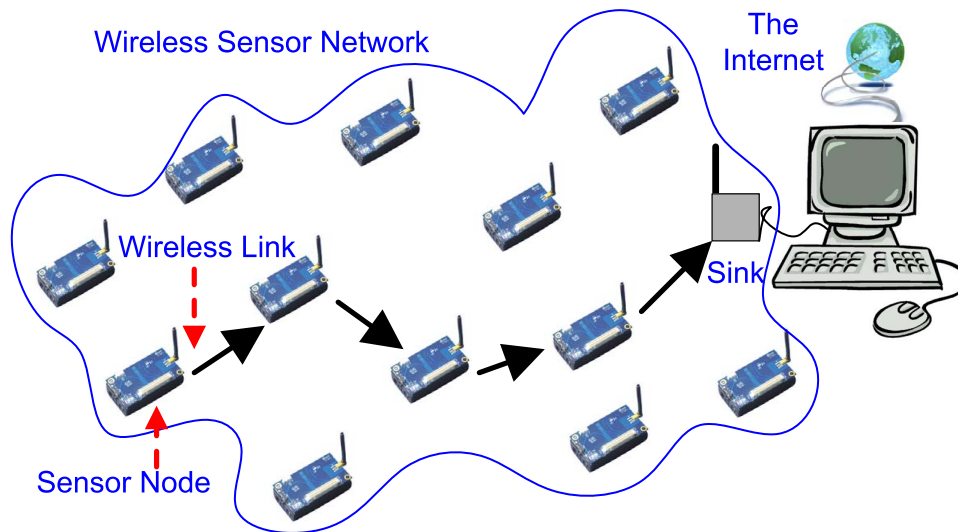 Wireless Sensor Network
The
Internet
Wireless Link
Sink
Sensor Node